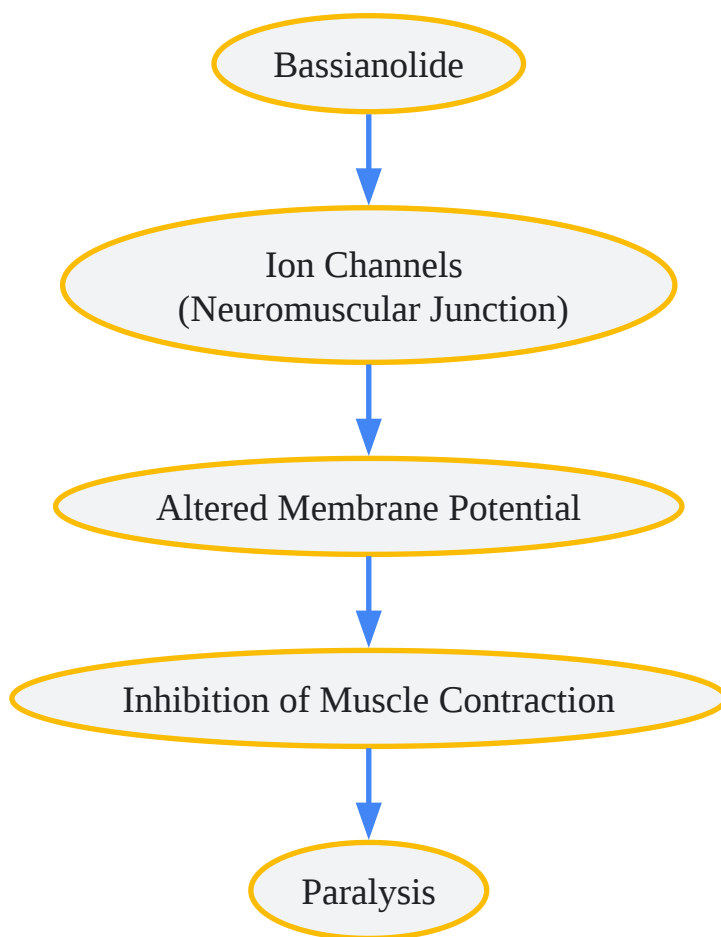 Bassianolide
Ion Channels
(Neuromuscular Junction)
Altered Membrane Potential
Inhibition of Muscle Contraction
Paralysis